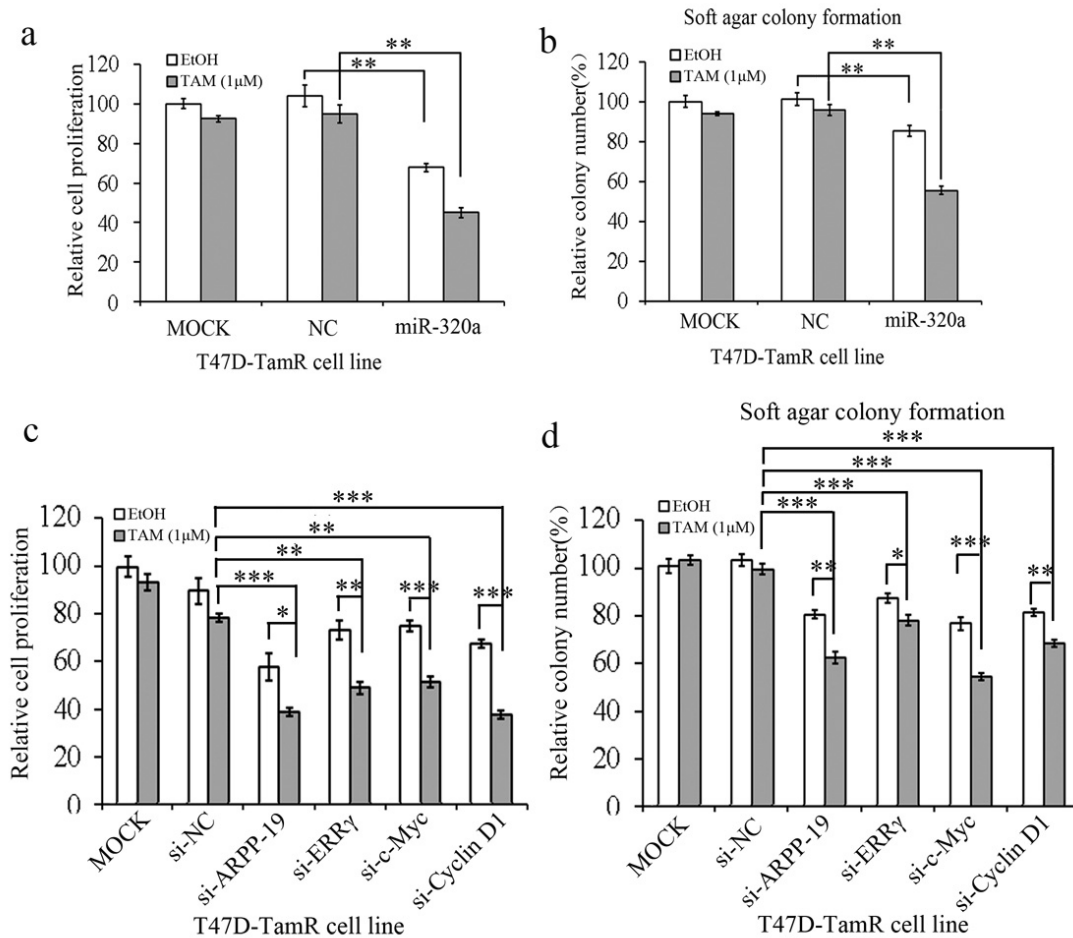 a
EtOH
TAM (1μM)
**
**
Relative cell proliferation
120
100
80
60
40
20
0
MOCK
NC
miR-320a
T47D-TamR cell line
b
Soft agar colony formation
EtOH
TAM (1μM)
**
**
Relative colony number(%)
120
100
80
60
40
20
0
MOCK
NC
miR-320a
T47D-TamR cell line
c
EtOH
TAM (1μM)
***
**
**
***
*
**
***
***
Relative cell proliferation
120
100
80
60
40
20
0
MOCK
si-NC
si-ARPP-19
si-ERRγ
si-c-Myc
si-Cyclin D1
T47D-TamR cell line
d
Soft agar colony formation
EtOH
TAM (1μM)
***
***
***
***
**
*
***
**
Relative colony number(%)
120
100
80
60
40
20
0
MOCK
si-NC
si-ARPP-19
si-ERRγ
si-c-Myc
si-Cyclin D1
T47D-TamR cell line